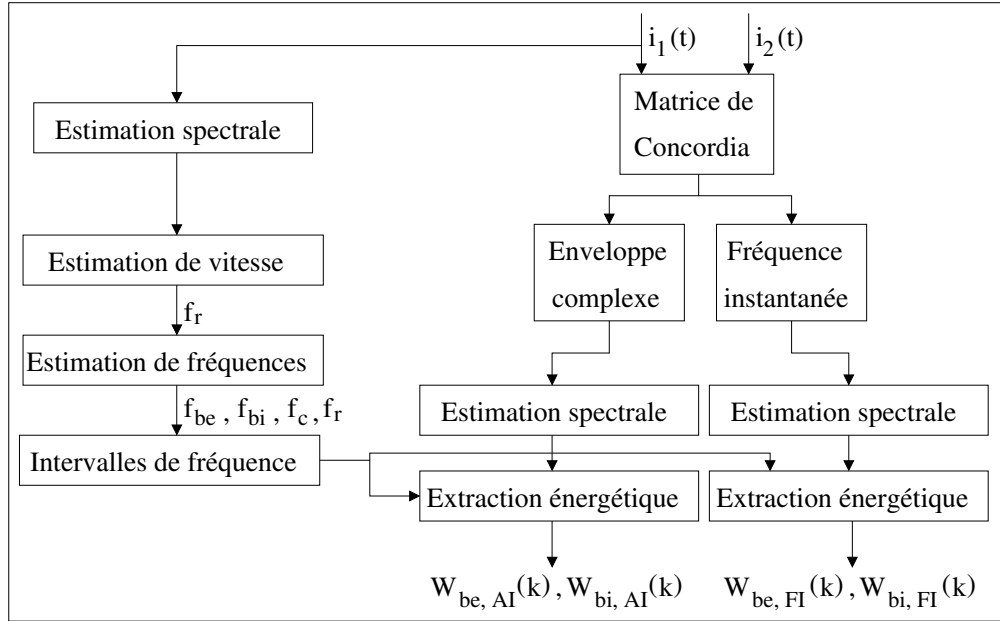 i1(t)
i2(t)
Matrice de
Concordia
Estimation spectrale
Estimation de vitesse
fr
Estimation de fréquences
fbe , fbi , fc , fr
Intervalles de fréquence
Enveloppe
complexe
Fréquence
instantanée
Estimation spectrale
Estimation spectrale
Extraction énergétique
Extraction énergétique
Wbe, AI(k) , Wbi, AI(k)
Wbe, FI(k) , Wbi, FI(k)